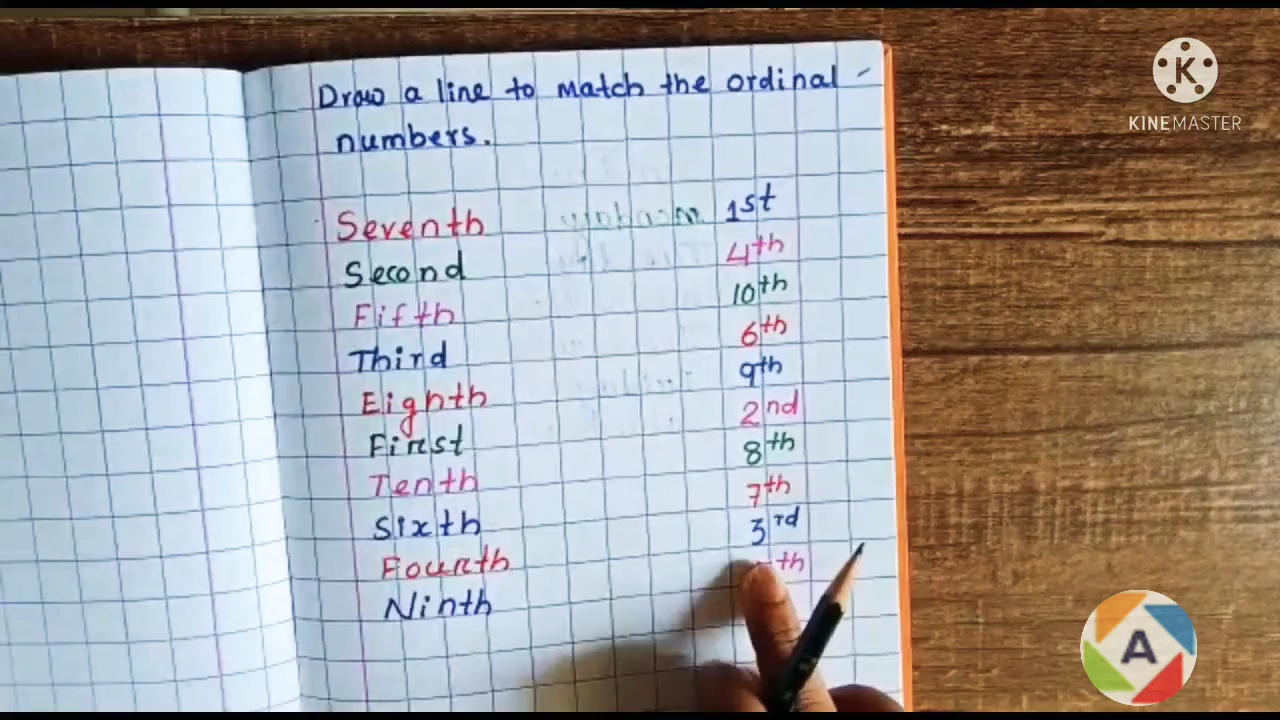 Draw a line to match the ordinal -
numbers.
Seventh 1st
Second 4th
Fifth 10th
Third 6th
Eighth 9th
First 2nd
Tenth 8th
Sixth 7th
Fourth 3rd
Ninth th
K
KINEMASTER
A